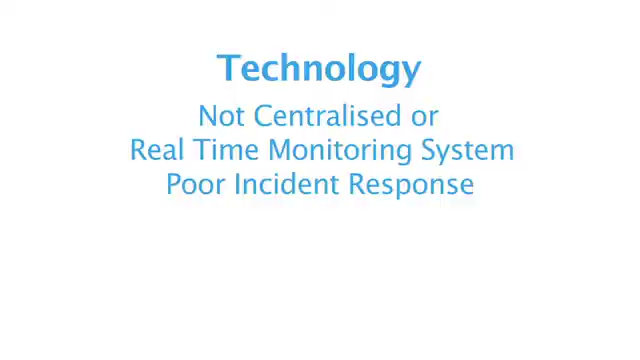 Technology
Not Centralised or
Real Time Monitoring System
Poor Incident Response